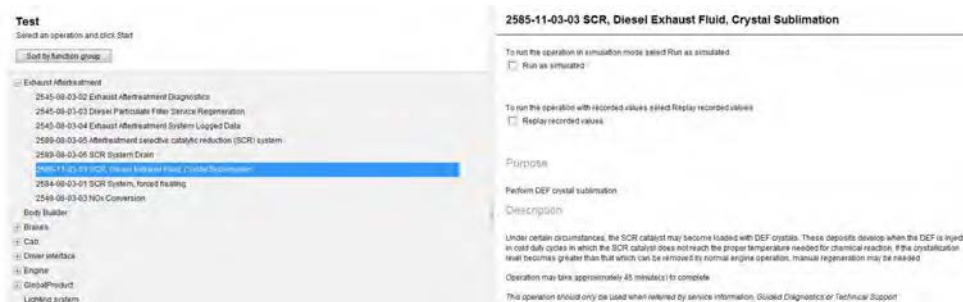 Test
Select an operation and click Start
Sort by function group
Exhaust Aftertreatment
2545-08-03-02 Exhaust Aftertreatment Diagnostics
2545-08-03-03 Diesel Particulate Filter Service Regeneration
2545-08-03-04 Exhaust Aftertreatment System Logged Data
2589-08-03-05 Aftertreatment selective catalytic reduction (SCR) system
2589-08-03-06 SCR System Drain
2585-11-03-03 SCR, Diesel Exhaust Fluid, Crystal Sublimation
2584-08-03-01 SCR System, forced heating
2549-08-03-03 NOx Conversion
Body Builder
Brakes
Cab
Driver interface
Engine
GlobalProduct
Lighting system
2585-11-03-03 SCR, Diesel Exhaust Fluid, Crystal Sublimation
To run the operation in simulation mode select Run as simulated
Run as simulated
To run the operation with recorded values select Replay recorded values
Replay recorded values
Purpose
Perform DEF crystal sublimation
Description
Under certain circumstances, the SCR catalyst may become loaded with DEF crystals. These deposits develop when the DEF is inject
in cold duty cycles in which the SCR catalyst does not reach the proper temperature needed for chemical reaction. If the crystallization
level becomes greater than that which can be removed by normal engine operation, manual regeneration may be needed
Operation may take approximately 45 minute(s) to complete
This operation should only be used when referred by service information, Guided Diagnostics or Technical Support